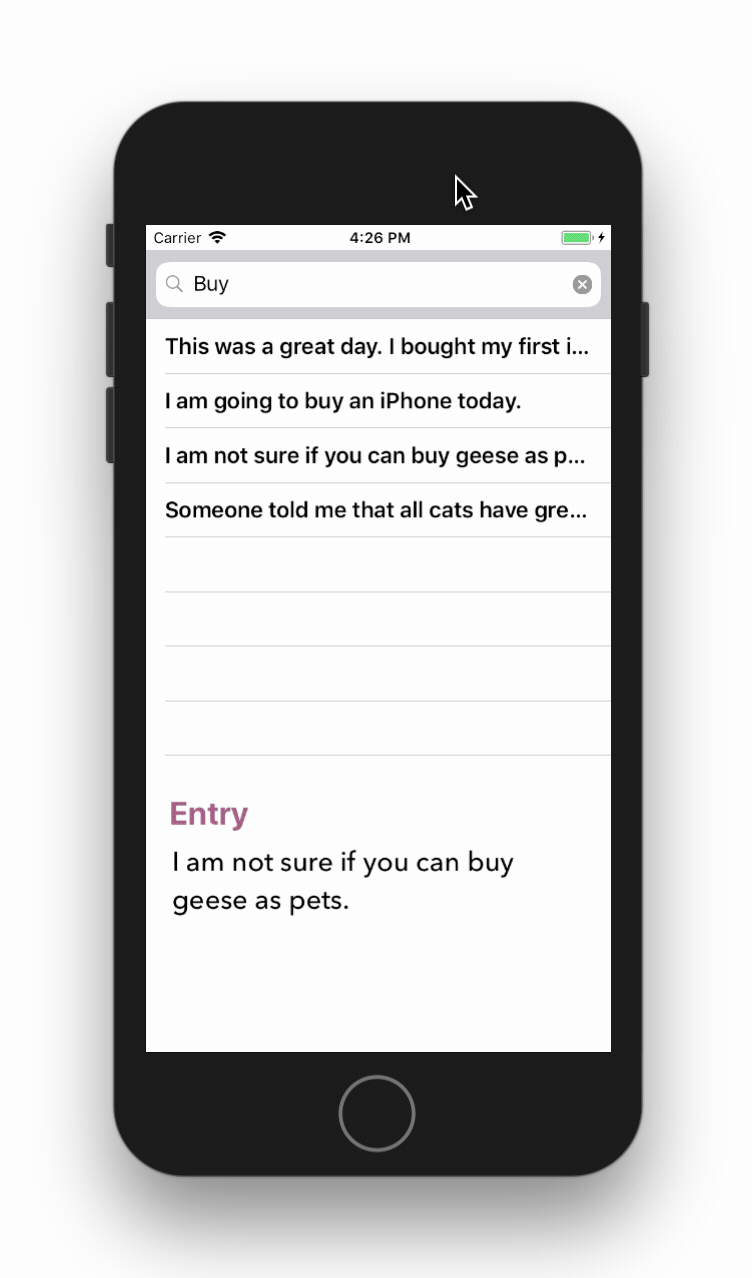 Carrier 4:26 PM
Buy
This was a great day. I bought my first i...
I am going to buy an iPhone today.
I am not sure if you can buy geese as p...
Someone told me that all cats have gre...
Entry
I am not sure if you can buy
geese as pets.